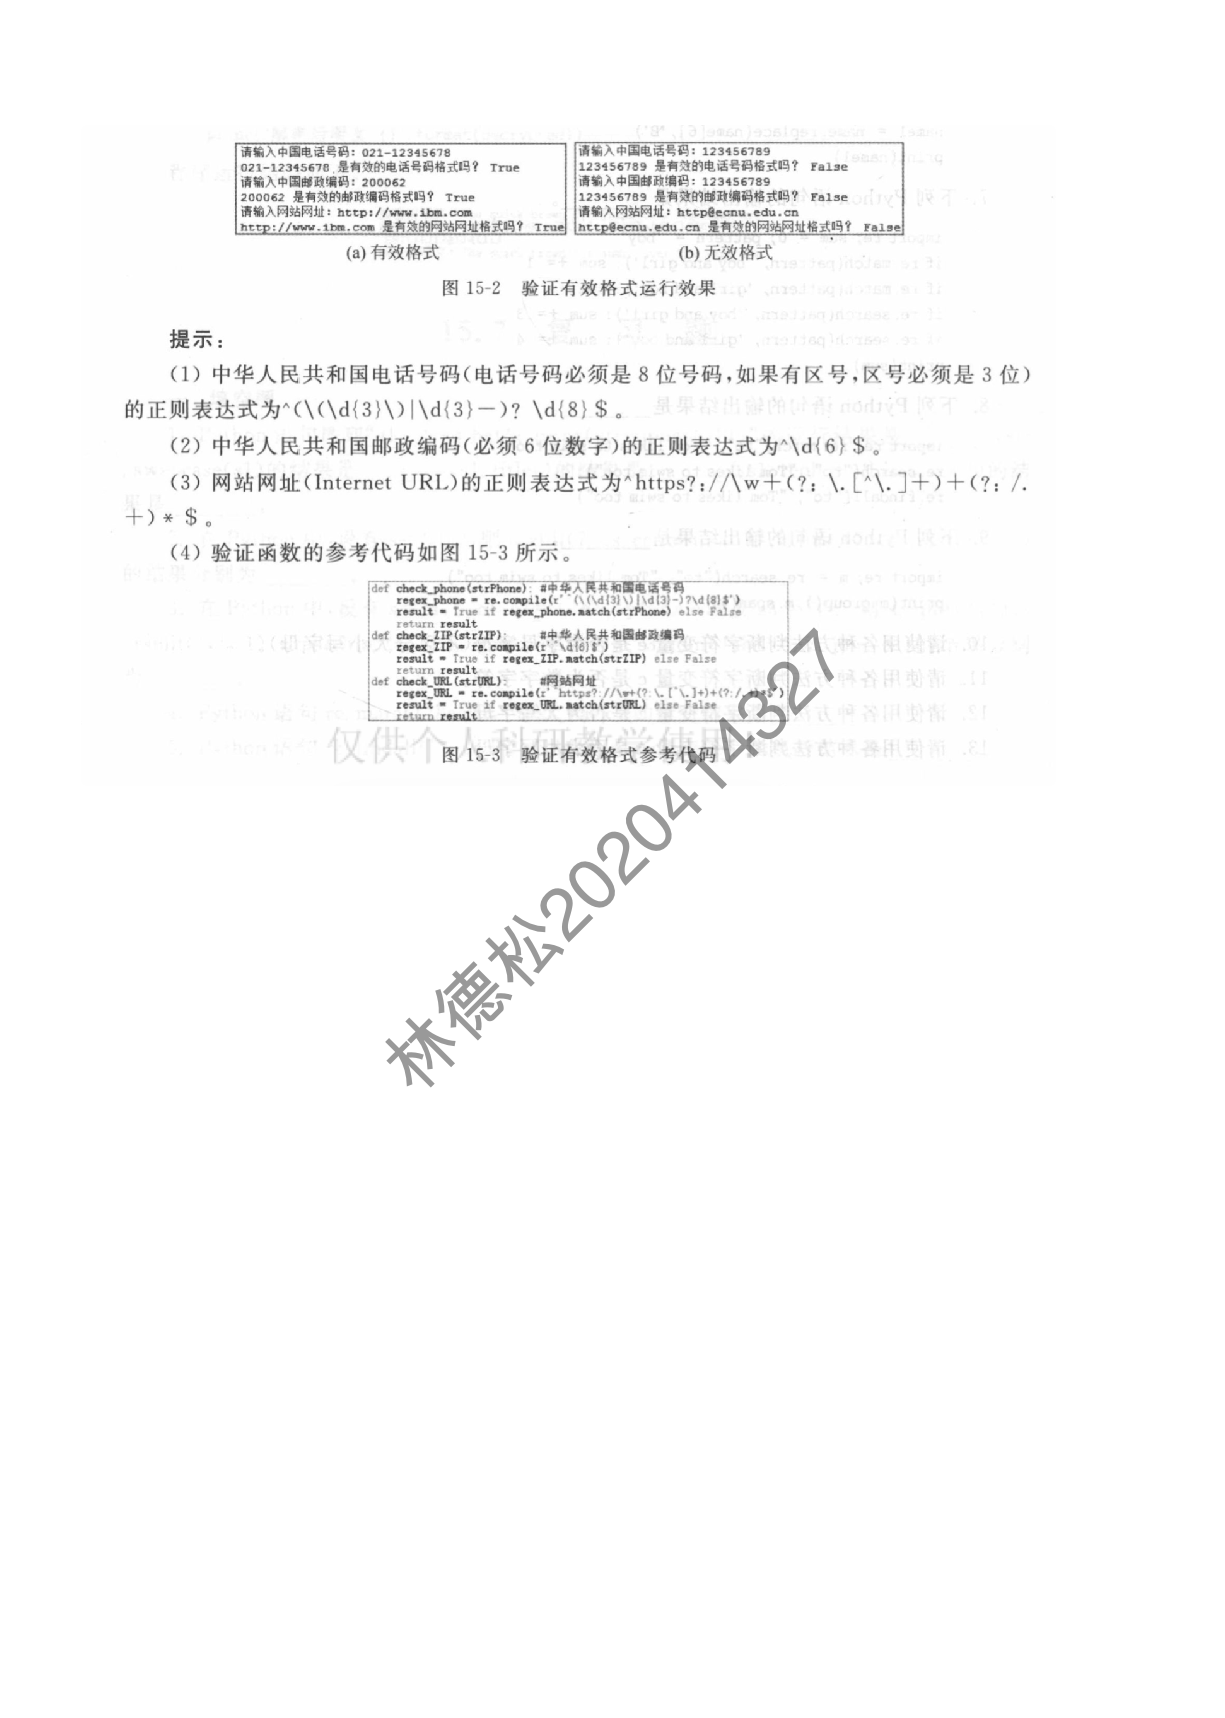 请输入中国电话号码：021-12345678
021-12345678 是有效的电话号码格式吗？ True
请输入中国邮政编码：200062
200062 是有效的邮政编码格式吗？ True
请输入网站网址：http://www.ibm.com
http://www.ibm.com 是有效的网站网址格式吗？ True
(a) 有效格式
请输入中国电话号码：123456789
123456789 是有效的电话号码格式吗？ False
请输入中国邮政编码：123456789
123456789 是有效的邮政编码格式吗？ False
请输入网站网址：http@ecnu.edu.cn
http@ecnu.edu.cn 是有效的网站网址格式吗？ False
(b) 无效格式
图 15-2 验证有效格式运行效果
提示：
（1）中华人民共和国电话号码（电话号码必须是 8 位号码，如果有区号，区号必须是 3 位）
的正则表达式为^(\(\d{3}\)|\d{3}－)? \d{8}$。
（2）中华人民共和国邮政编码（必须 6 位数字）的正则表达式为^\d{6}$。
（3）网站网址(Internet URL)的正则表达式为^https?://\w＋(?: \.[^\.]+)＋(?: /.
＋)* $。
（4）验证函数的参考代码如图 15-3 所示。
def check_phone(strPhone): #中华人民共和国电话号码
regex_phone = re.compile(r'^(\(\d{3}\)|\d{3}-)?\d{8}$')
result = True if regex_phone.match(strPhone) else False
return result
def check_ZIP(strZIP): #中华人民共和国邮政编码
regex_ZIP = re.compile(r'^\d{6}$')
result = True if regex_ZIP.match(strZIP) else False
return result
def check_URL(strURL): #网站网址
regex_URL = re.compile(r'^https?://\w+(?:\.[^\.]+)+(?:/.+)*$')
result = True if regex_URL.match(strURL) else False
return result
仅供个人科研教学使用
图 15-3 验证有效格式参考代码
林德松2020414327